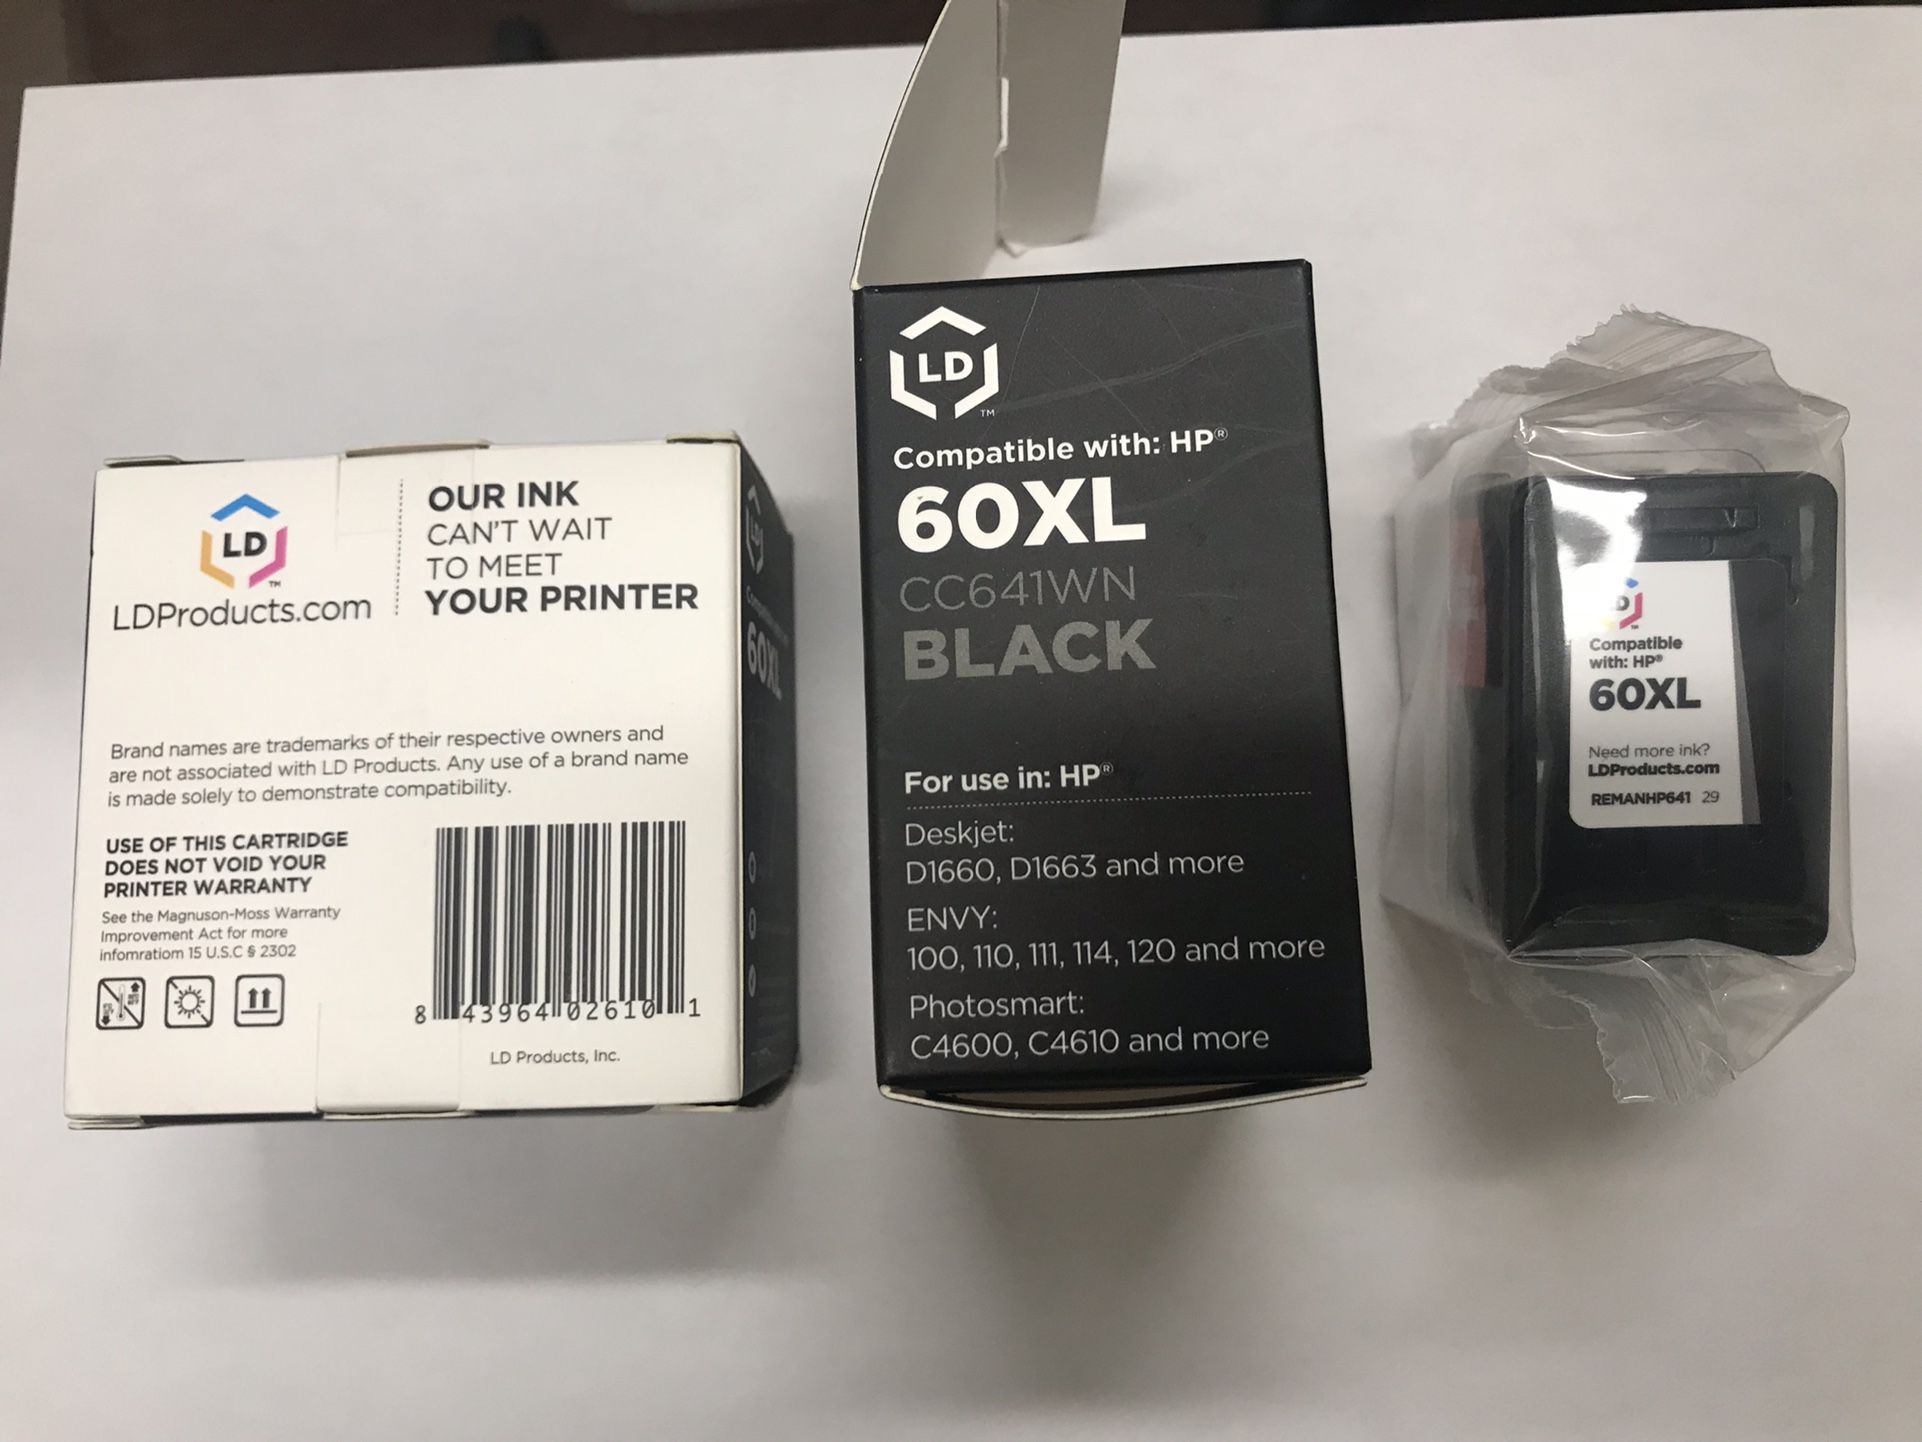 LD
TM
LDProducts.com
OUR INK
CAN'T WAIT
TO MEET
YOUR PRINTER
Brand names are trademarks of their respective owners and
are not associated with LD Products. Any use of a brand name
is made solely to demonstrate compatibility.
USE OF THIS CARTRIDGE
DOES NOT VOID YOUR
PRINTER WARRANTY
See the Magnuson-Moss Warranty
Improvement Act for more
infomratiom 15 U.S.C § 2302
8 43964 02610 1
LD Products, Inc.
LD
60XL
LD
TM
Compatible with: HP®
60XL
CC641WN
BLACK
For use in: HP®
Deskjet:
D1660, D1663 and more
ENVY:
100, 110, 111, 114, 120 and more
Photosmart:
C4600, C4610 and more
D
Compatible
with: HP®
60XL
Need more ink?
LDProducts.com
REMANHP641 29